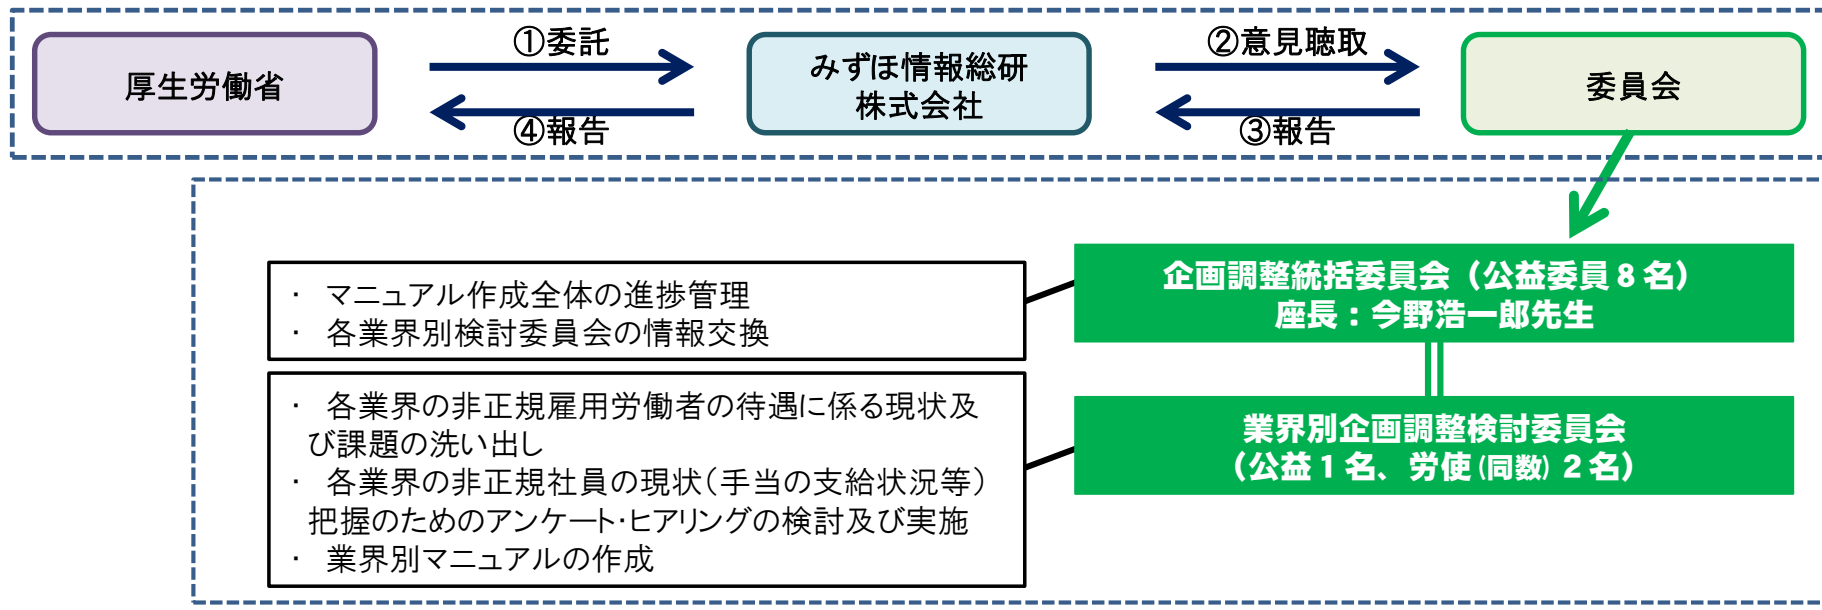 ①委託
②意見聴取
厚生労働省
みずほ情報総研
株式会社
委員会
④報告
③報告
企画調整統括委員会（公益委員８名）
座長：今野浩一郎先生
・ マニュアル作成全体の進捗管理
・ 各業界別検討委員会の情報交換
業界別企画調整検討委員会
（公益１名、労使(同数)２名）
・ 各業界の非正規雇用労働者の待遇に係る現状及
び課題の洗い出し
・ 各業界の非正規社員の現状（手当の支給状況等）
把握のためのアンケート・ヒアリングの検討及び実施
・ 業界別マニュアルの作成